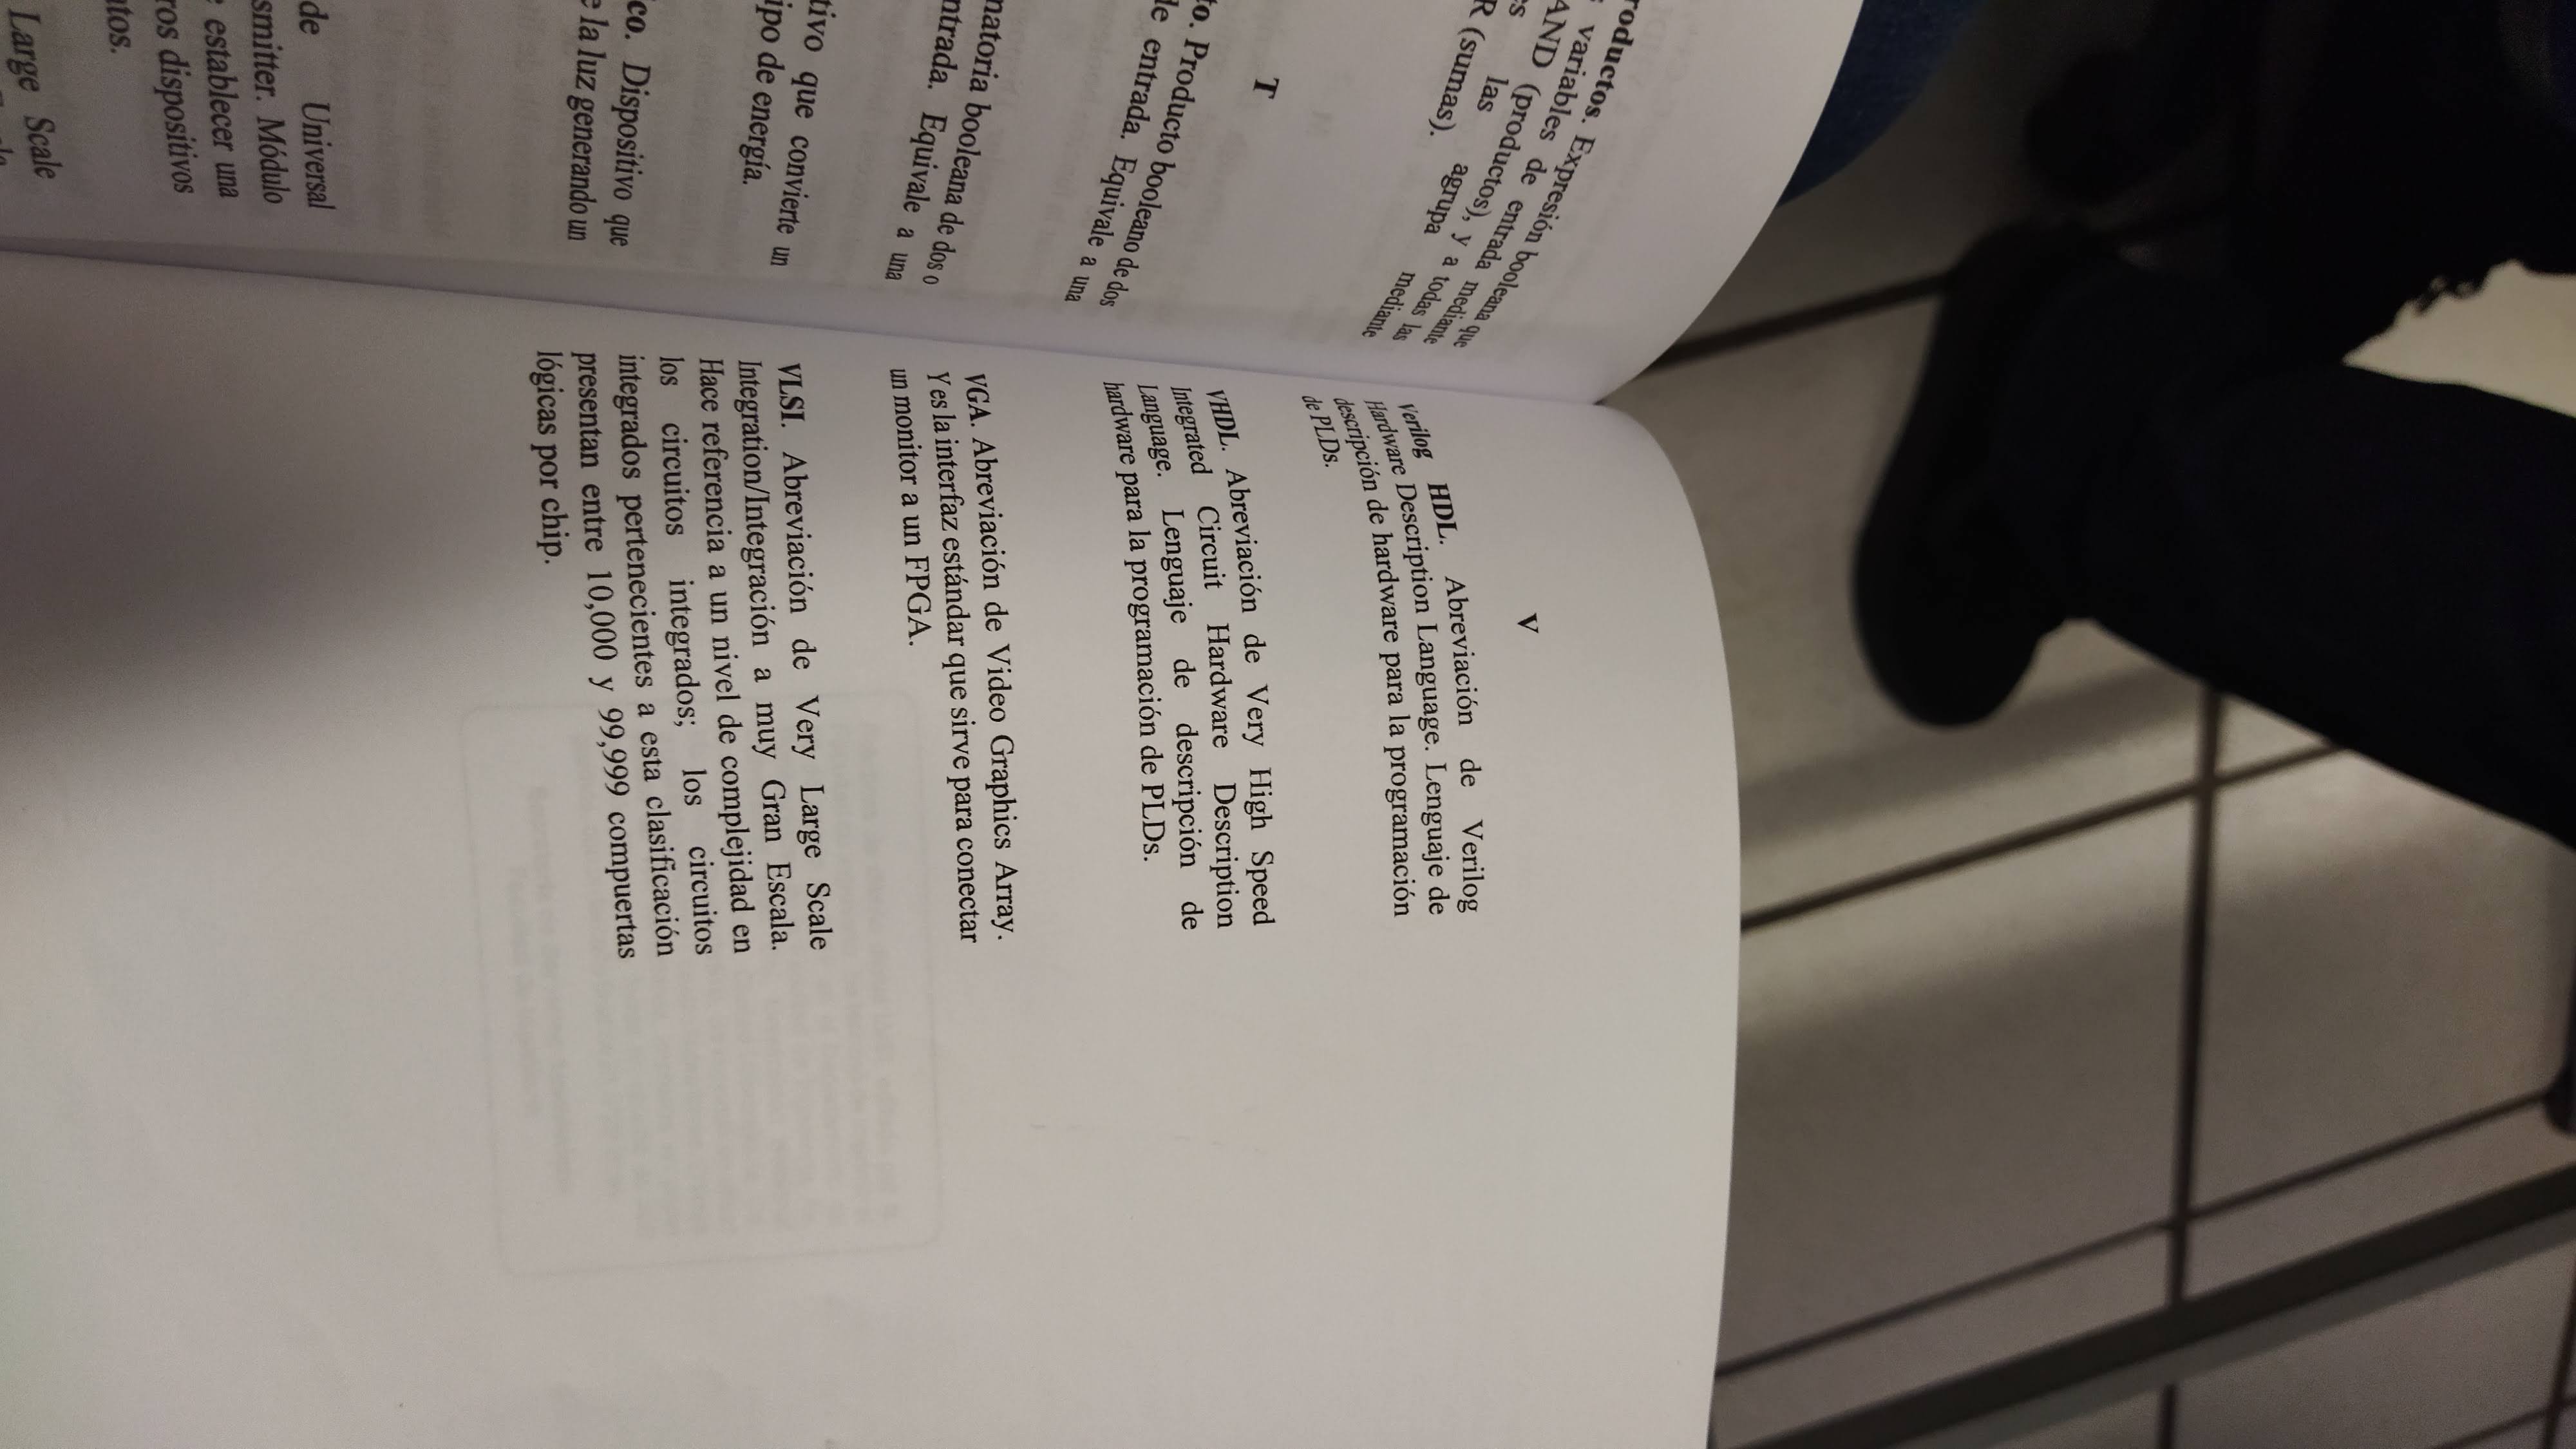 roductos. Expresión booleana que
variables de entrada mediante
AND (productos), y a todas las
las agrupa mediante
R (sumas).
T
to. Producto booleano de dos
de entrada. Equivale a una
natoria booleana de dos o
ntrada. Equivale a una
tivo que convierte un
ipo de energía.
co. Dispositivo que
e la luz generando un
de Universal
smitter. Módulo
e establecer una
ros dispositivos
tos.
Large Scale
V
Verilog HDL. Abreviación de Verilog
Hardware Description Language. Lenguaje de
descripción de hardware para la programación
de PLDs.
VHDL. Abreviación de Very High Speed
Integrated Circuit Hardware Description
Language. Lenguaje de descripción de
hardware para la programación de PLDs.
VGA. Abreviación de Video Graphics Array.
Y es la interfaz estándar que sirve para conectar
un monitor a un FPGA.
VLSI. Abreviación de Very Large Scale
Integration/Integración a muy Gran Escala.
Hace referencia a un nivel de complejidad en
los circuitos integrados; los circuitos
integrados pertenecientes a esta clasificación
presentan entre 10,000 y 99,999 compuertas
lógicas por chip.